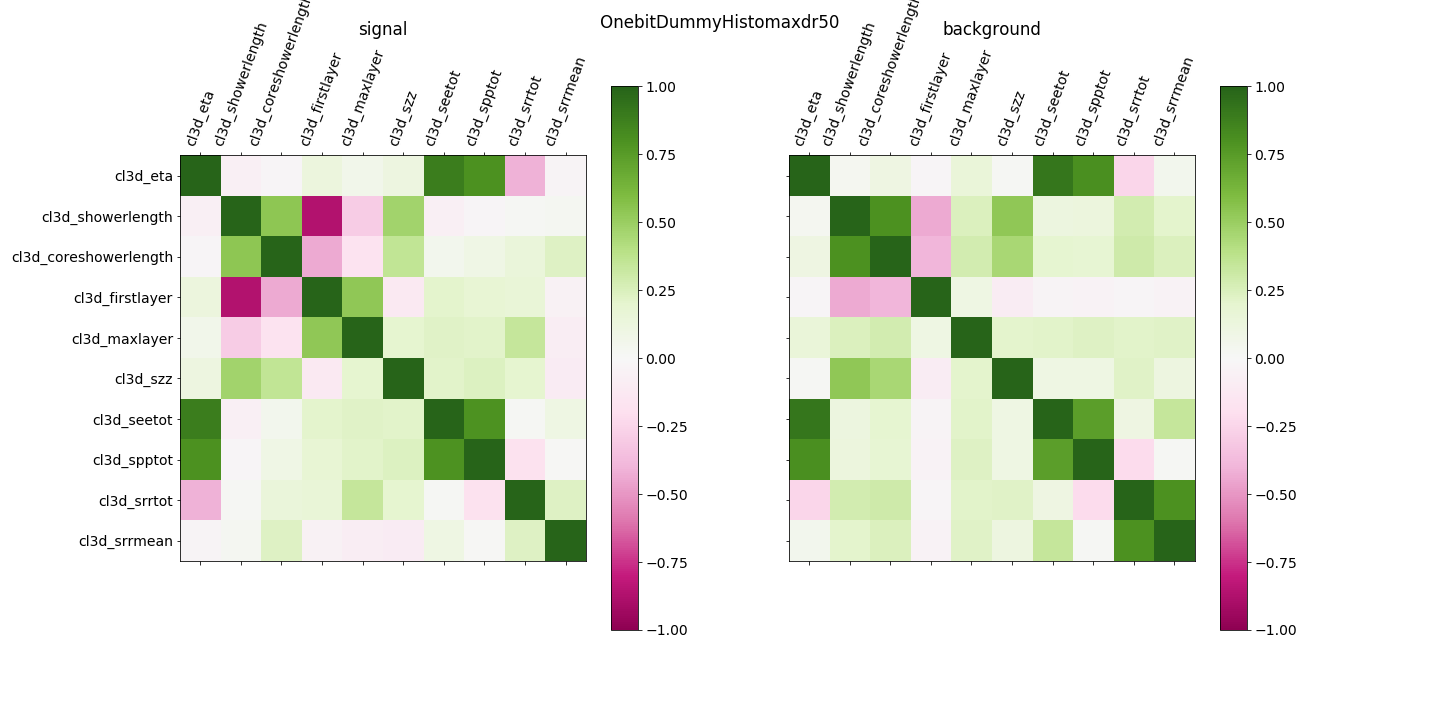 OnebitDummyHistomaxdr50
signal
background
cl3d_eta
cl3d_showerlength
cl3d_coreshowerlength
cl3d_firstlayer
cl3d_maxlayer
cl3d_szz
cl3d_seetot
cl3d_spptot
cl3d_srrtot
cl3d_srrmean
cl3d_eta
cl3d_showerlength
cl3d_coreshowerlength
cl3d_firstlayer
cl3d_maxlayer
cl3d_szz
cl3d_seetot
cl3d_spptot
cl3d_srrtot
cl3d_srrmean
cl3d_eta
cl3d_showerlength
cl3d_coreshowerlength
cl3d_firstlayer
cl3d_maxlayer
cl3d_szz
cl3d_seetot
cl3d_spptot
cl3d_srrtot
cl3d_srrmean
1.00
0.75
0.50
0.25
0.00
−0.25
−0.50
−0.75
−1.00
1.00
0.75
0.50
0.25
0.00
−0.25
−0.50
−0.75
−1.00